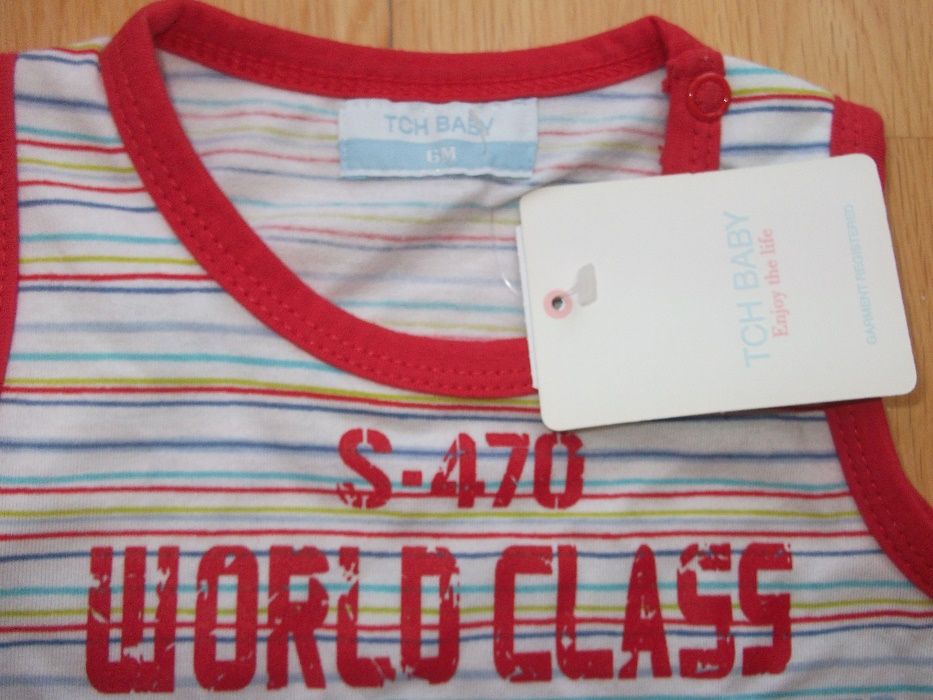 TCH BABY
6M
TCH BABY
Enjoy the life
GARMENT REGISTERED
S-470
WORLD CLASS